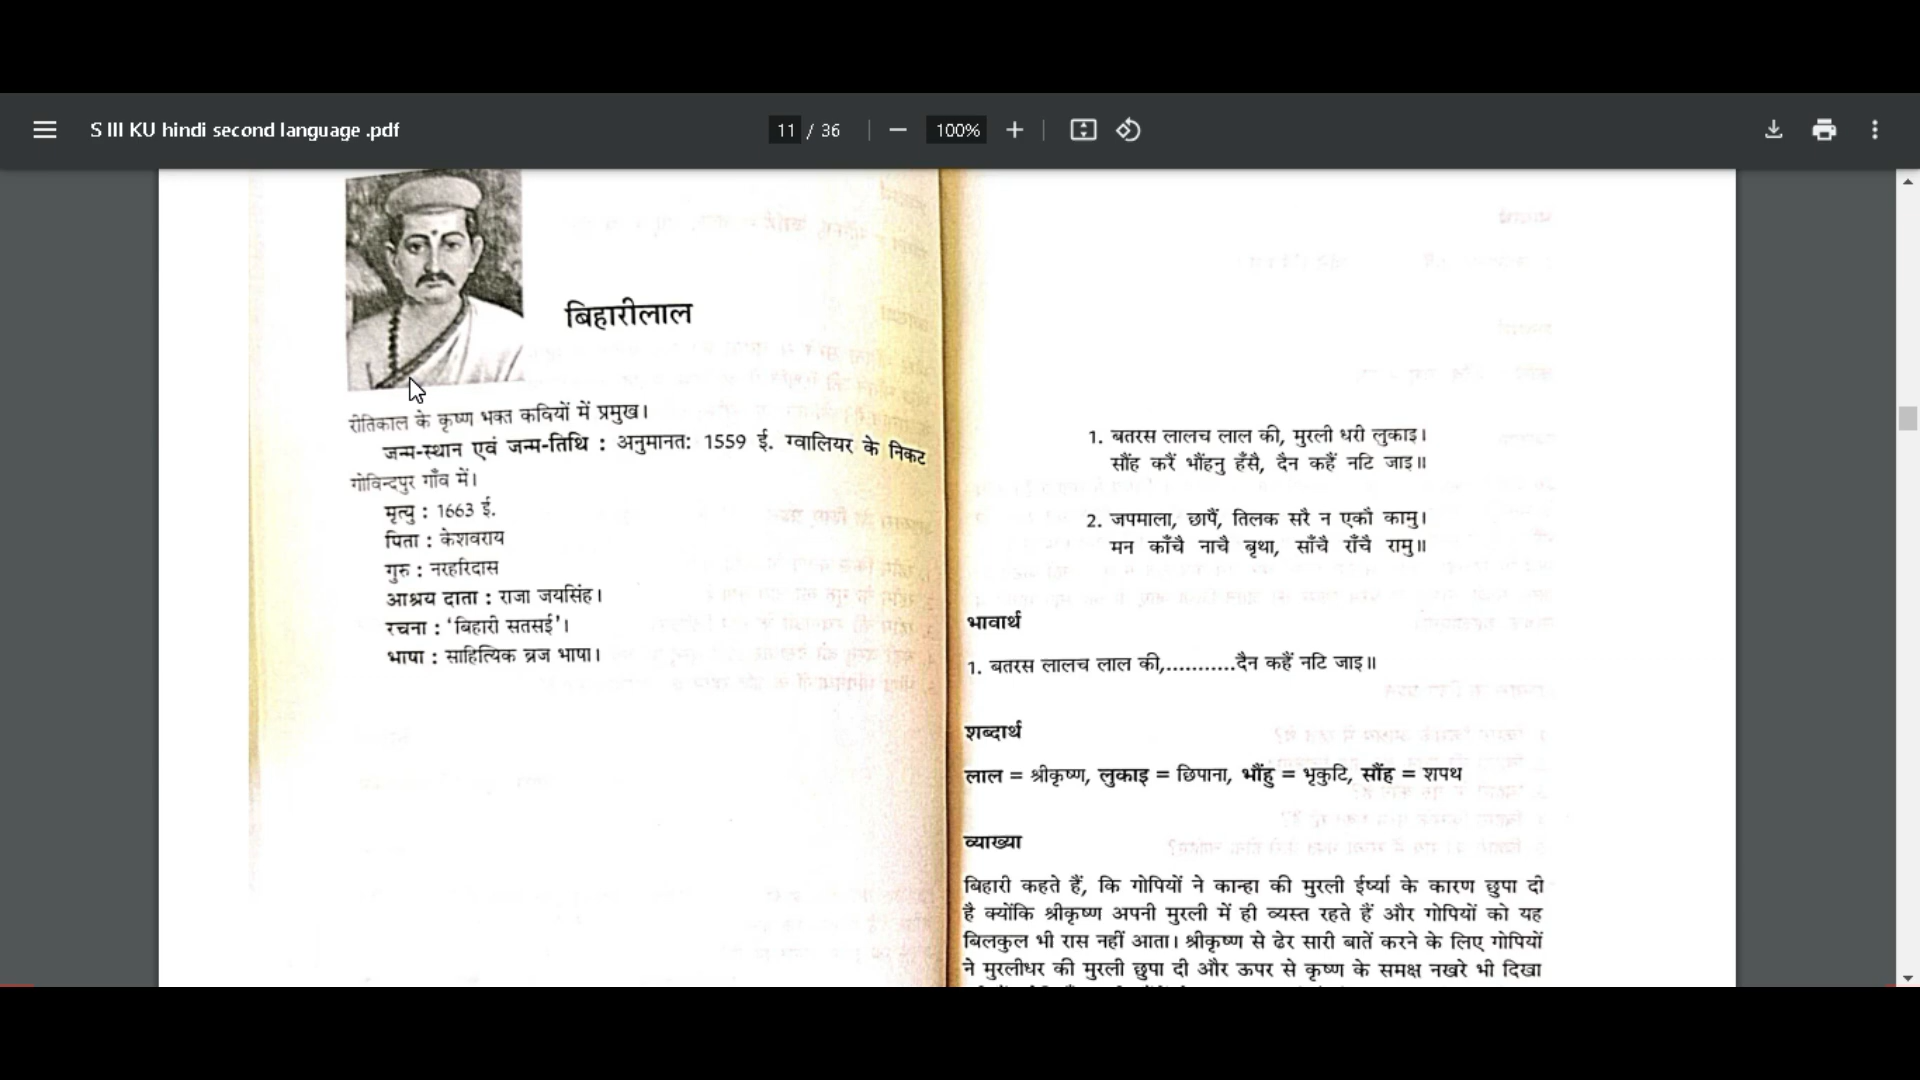 S III KU hindi second language .pdf
11 / 36
100%
बिहारीलाल
रीतिकाल के कृष्ण भक्त कवियों में प्रमुख।
जन्म-स्थान एवं जन्म-तिथि : अनुमानत: 1559 ई. ग्वालियर के निकट
गोविन्दपुर गाँव में।
मृत्यु : 1663 ई.
पिता : केशवराय
गुरु : नरहरिदास
आश्रय दाता : राजा जयसिंह।
रचना : ‘बिहारी सतसई’।
भाषा : साहित्यिक ब्रज भाषा।
1. बतरस लालच लाल की, मुरली धरी लुकाइ।
सौंह करैं भौंहनु हँसै, दैन कहैं नटि जाइ॥
2. जपमाला, छापैं, तिलक सरै न एकौ कामु।
मन काँचै नाचै बृथा, साँचै राँचै रामु॥
भावार्थ
1. बतरस लालच लाल की,...........दैन कहैं नटि जाइ॥
शब्दार्थ
लाल = श्रीकृष्ण, लुकाइ = छिपाना, भौंहु = भृकुटि, सौंह = शपथ
व्याख्या
बिहारी कहते हैं, कि गोपियों ने कान्हा की मुरली ईर्ष्या के कारण छुपा दी
है क्योंकि श्रीकृष्ण अपनी मुरली में ही व्यस्त रहते हैं और गोपियों को यह
बिलकुल भी रास नहीं आता। श्रीकृष्ण से ढेर सारी बातें करने के लिए गोपियों
ने मुरलीधर की मुरली छुपा दी और ऊपर से कृष्ण के समक्ष नखरे भी दिखा